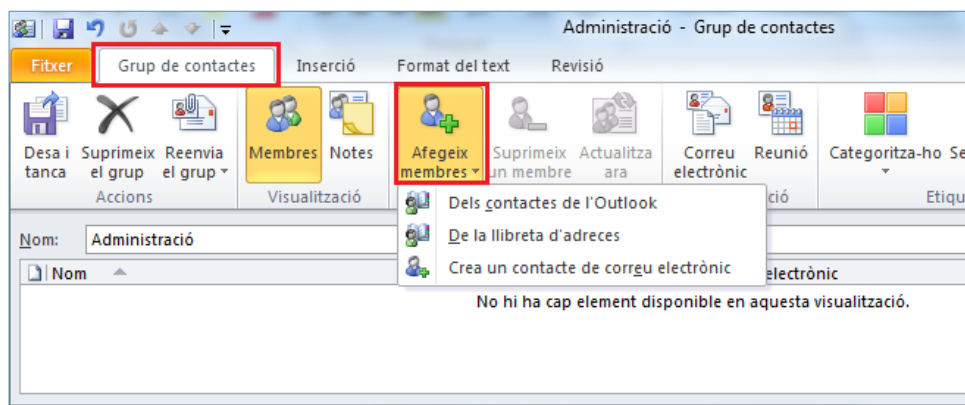 Administració - Grup de contactes
Fitxer Grup de contactes Inserció Format del text Revisió
Desa i Suprimeix Reenvia Membres Notes Afegeix Suprimeix Actualitza Correu Reunió Categoritza-ho
tanca el grup el grup membres un membre ara electrònic
Accions Visualització ció
Dels contactes de l'Outlook
De la llibreta d'adreces
Crea un contacte de correu electrònic
Nom: Administració
Nom electrònic
No hi ha cap element disponible en aquesta visualització.